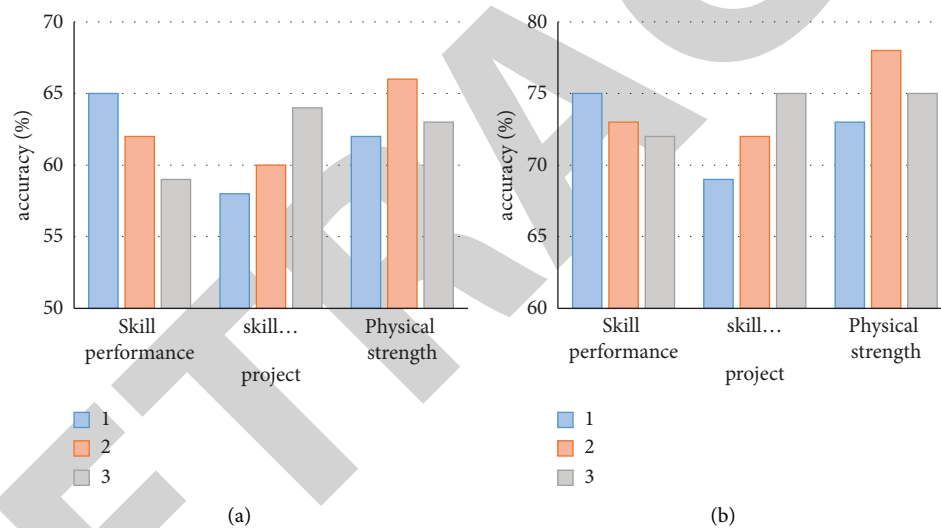 70
65
60
55
50
accuracy (%)
Skill performance
skill…
Physical strength
project
1
2
3
(a)
80
75
70
65
60
accuracy (%)
Skill performance
skill…
Physical strength
project
1
2
3
(b)